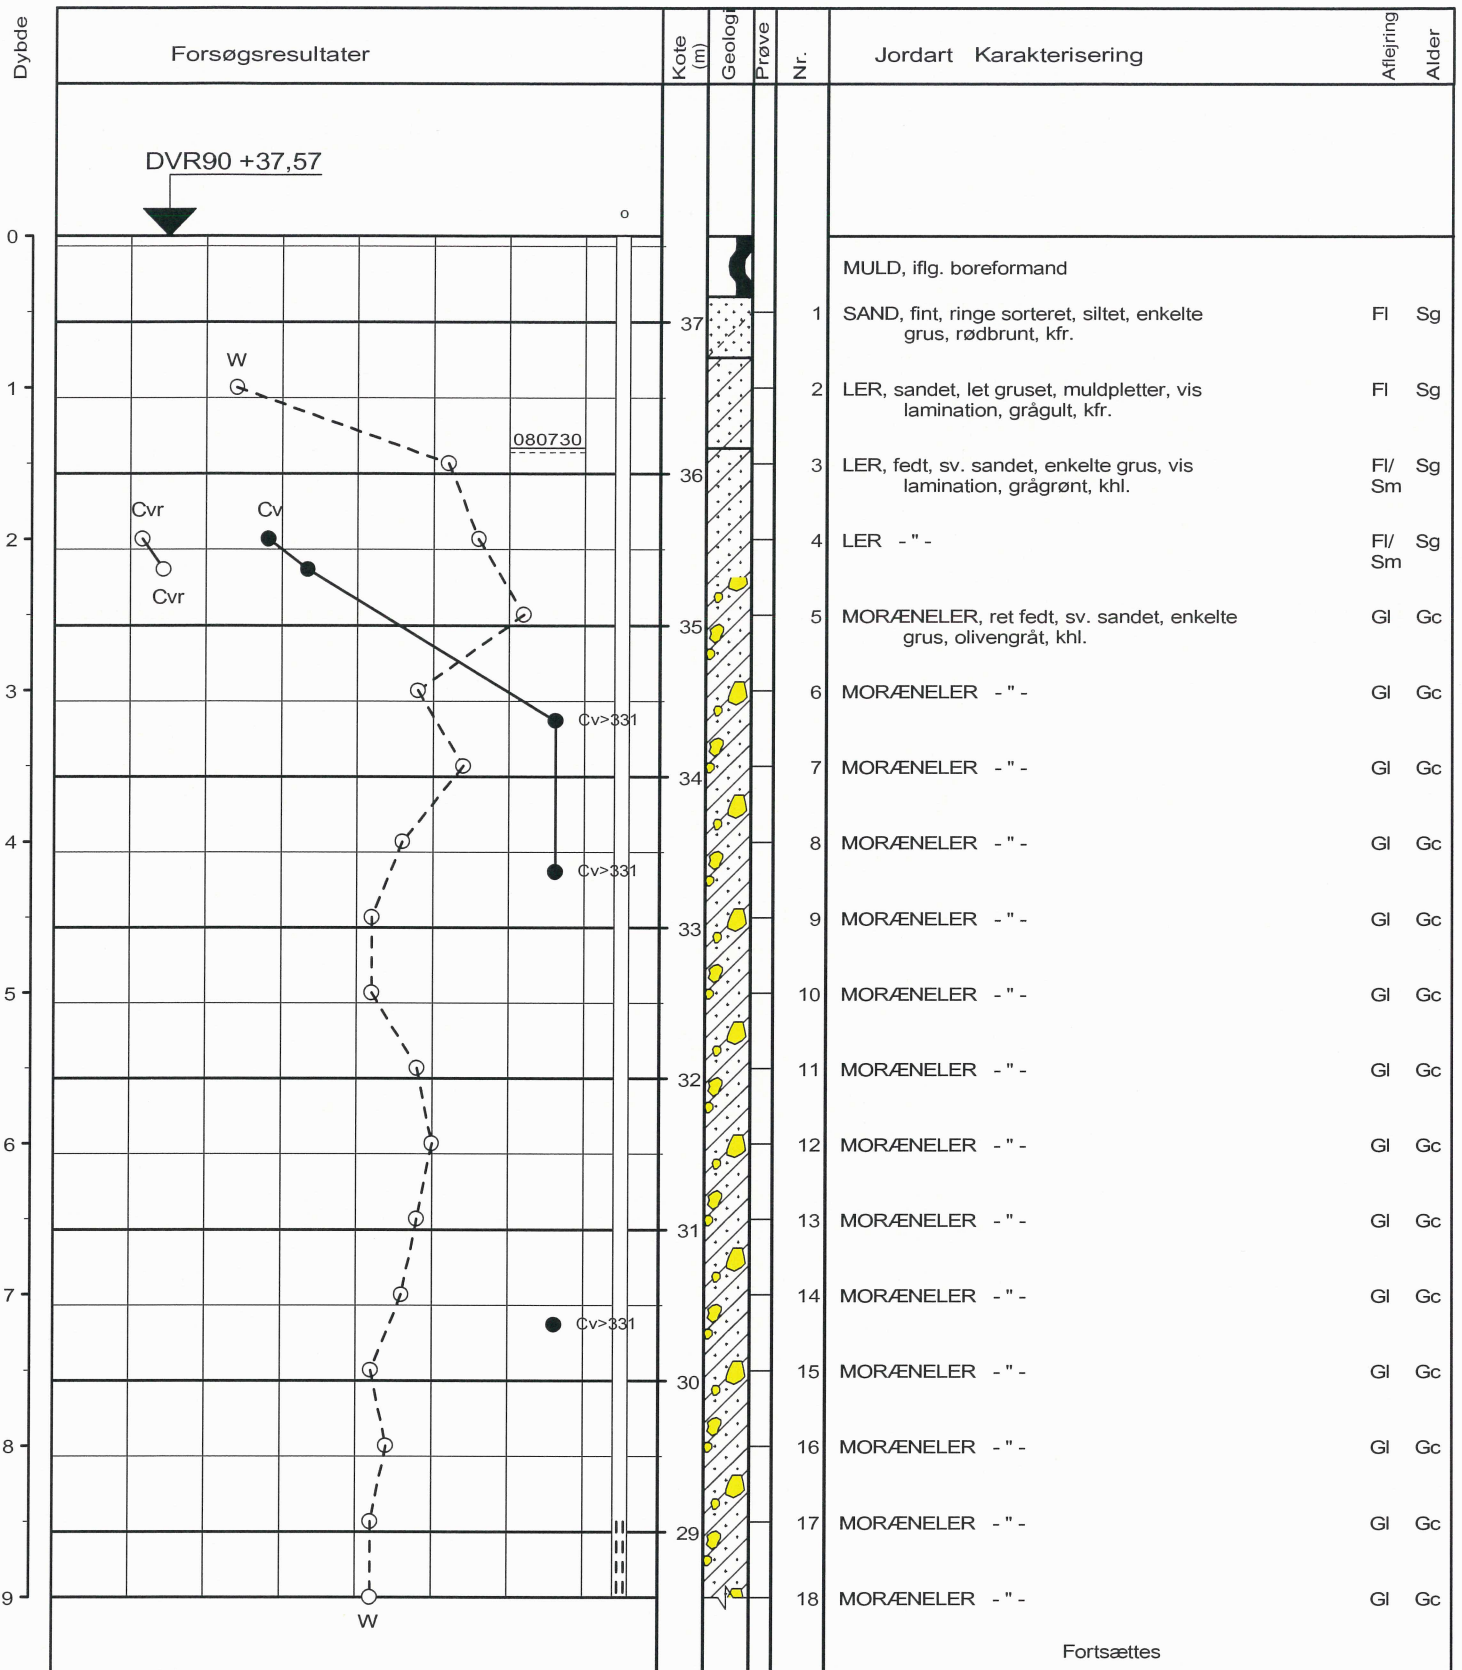 Dybde
Forsøgsresultater
Kote (m)
Geologi
Prøve
Nr.
Jordart Karakterisering
Aflejring
Alder
DVR90 +37,57
o
0
MULD, iflg. boreformand
37
1 SAND, fint, ringe sorteret, siltet, enkelte Fl Sg
grus, rødbrunt, kfr.
W
1
2 LER, sandet, let gruset, muldpletter, vis Fl Sg
lamination, grågult, kfr.
080730
36
3 LER, fedt, sv. sandet, enkelte grus, vis Fl/ Sg
lamination, grågrønt, khl. Sm
Cvr
Cv
2
4 LER - " - Fl/ Sg
Sm
Cvr
35
5 MORÆNELER, ret fedt, sv. sandet, enkelte Gl Gc
grus, olivengråt, khl.
3
6 MORÆNELER - " - Gl Gc
Cv>331
34
7 MORÆNELER - " - Gl Gc
4
8 MORÆNELER - " - Gl Gc
Cv>331
33
9 MORÆNELER - " - Gl Gc
5
10 MORÆNELER - " - Gl Gc
32
11 MORÆNELER - " - Gl Gc
6
12 MORÆNELER - " - Gl Gc
31
13 MORÆNELER - " - Gl Gc
7
14 MORÆNELER - " - Gl Gc
Cv>331
30
15 MORÆNELER - " - Gl Gc
8
16 MORÆNELER - " - Gl Gc
29
17 MORÆNELER - " - Gl Gc
9
18 MORÆNELER - " - Gl Gc
W
Fortsættes